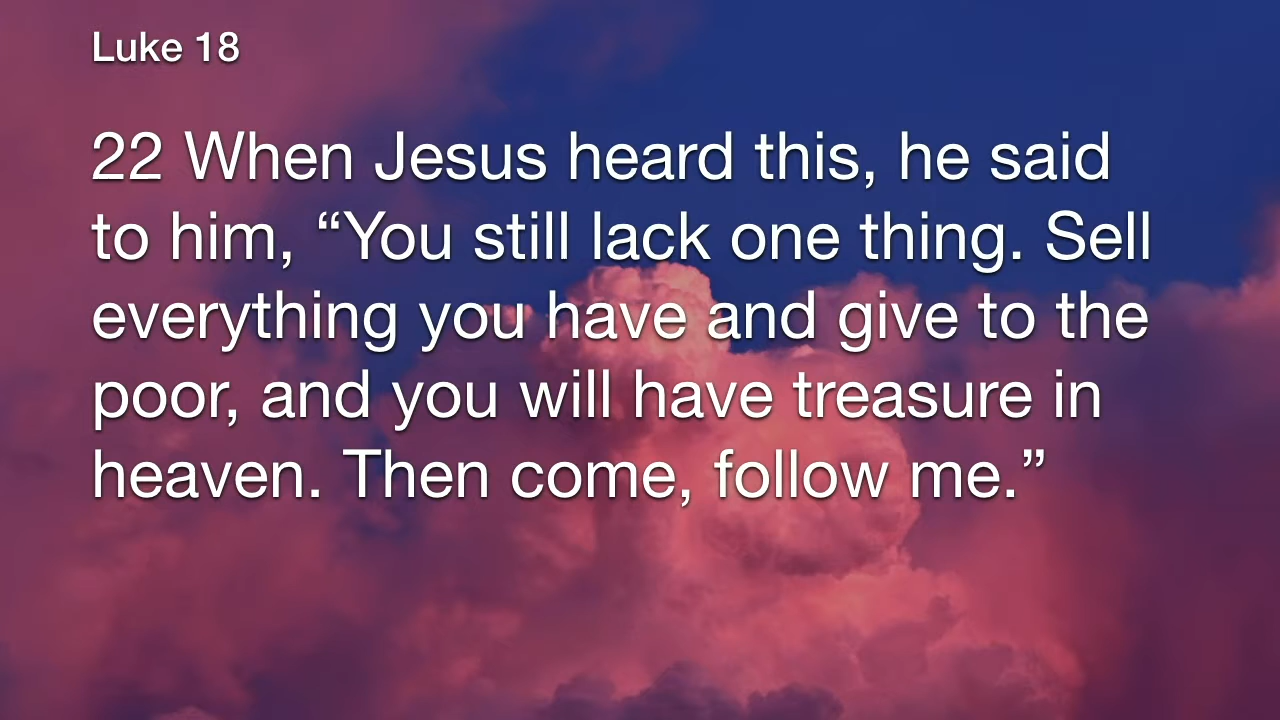 Luke 18
22 When Jesus heard this, he said
to him, “You still lack one thing. Sell
everything you have and give to the
poor, and you will have treasure in
heaven. Then come, follow me.”